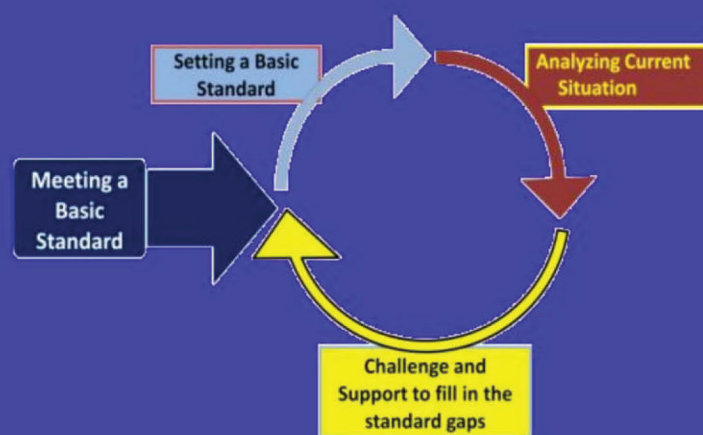 Setting a Basic
Standard
Analyzing Current
Situation
Meeting a
Basic
Standard
Challenge and
Support to fill in the
standard gaps